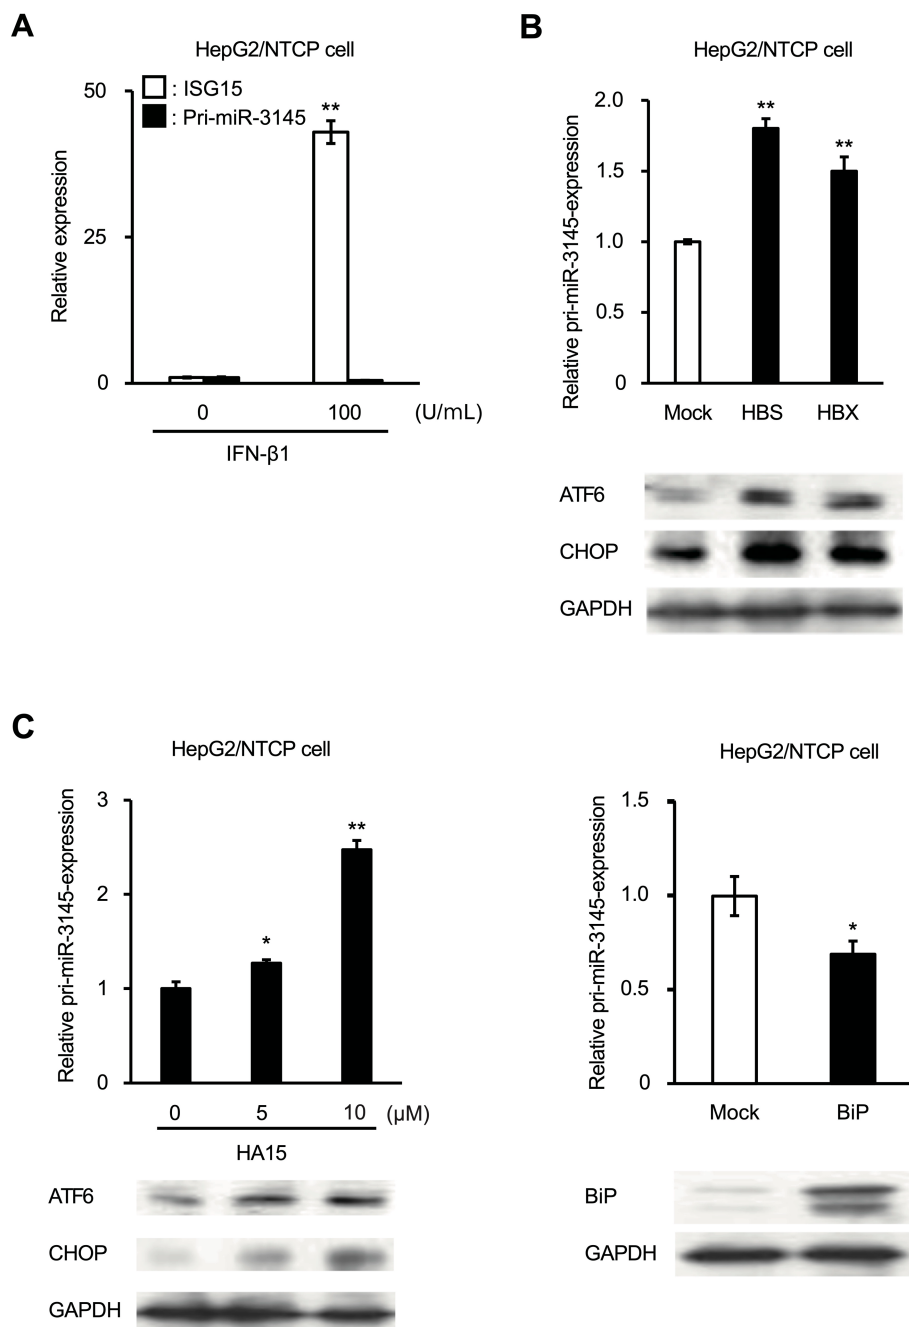 A
HepG2/NTCP cell
50
25
0
Relative expression
: ISG15
: Pri-miR-3145
**
0
100
(U/mL)
IFN-β1
B
HepG2/NTCP cell
2.0
1.5
1.0
0.5
0
Relative pri-miR-3145-expression
**
**
Mock HBS HBX
ATF6
CHOP
GAPDH
C
HepG2/NTCP cell
3
2
1
0
Relative pri-miR-3145-expression
*
**
0 5 10 (μM)
HA15
ATF6
CHOP
GAPDH
HepG2/NTCP cell
1.5
1.0
0.5
0
Relative pri-miR-3145-expression
*
Mock BiP
BiP
GAPDH